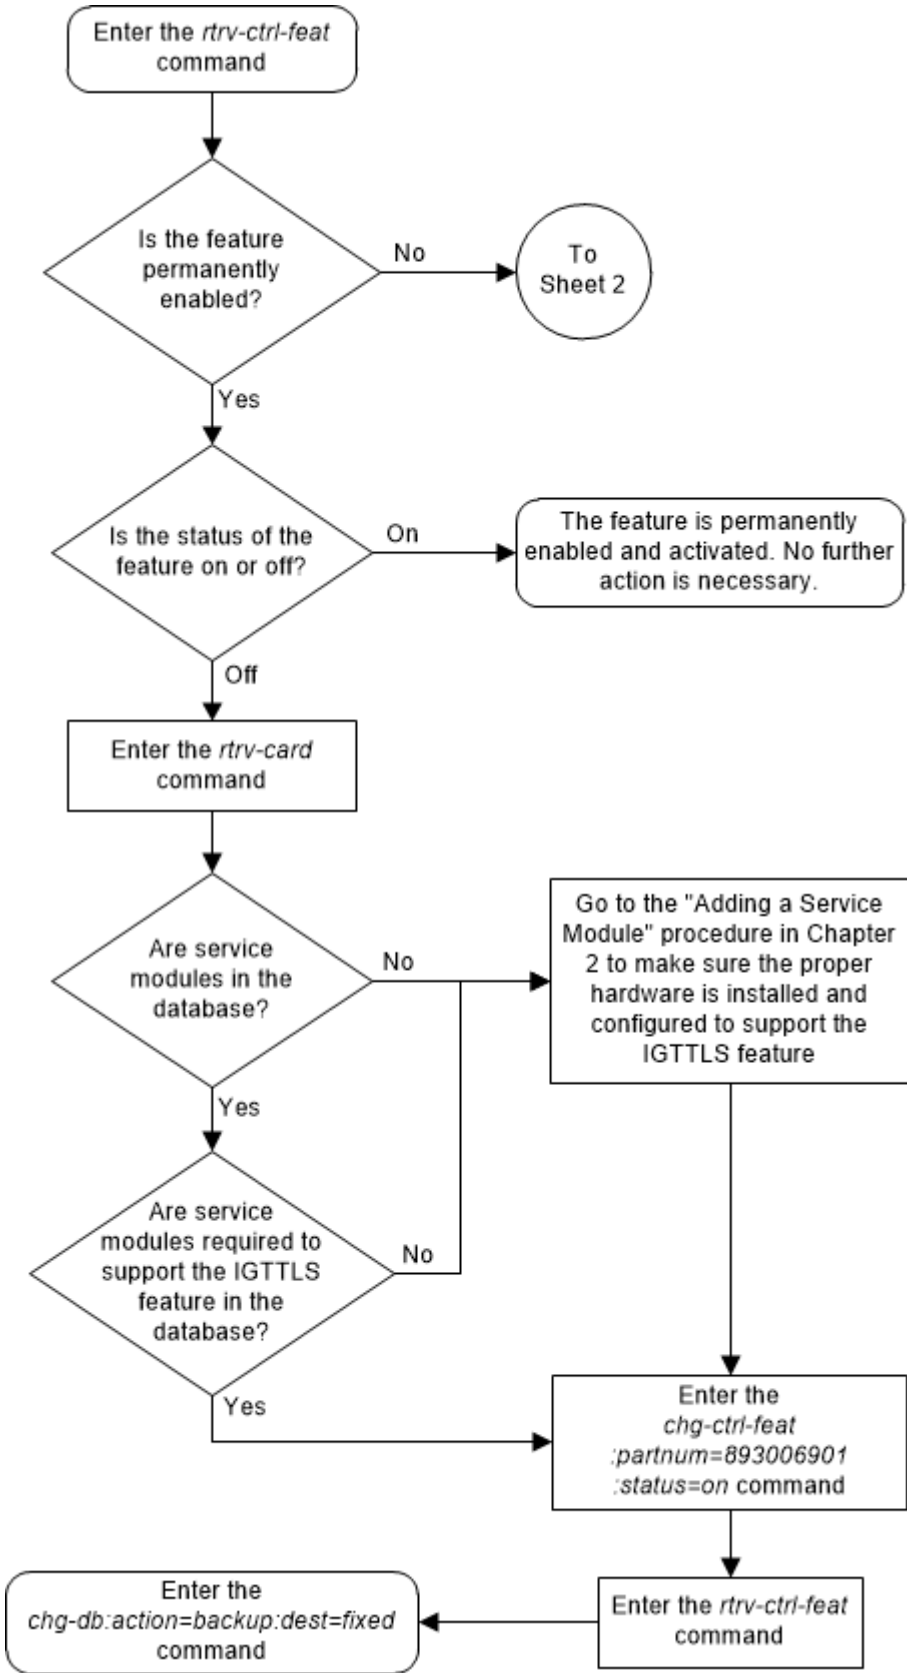 Enter the rtrv-ctrl-feat
command
Is the feature
permanently
enabled?
No
To
Sheet 2
Yes
Is the status of the
feature on or off?
On
The feature is permanently
enabled and activated. No further
action is necessary.
Off
Enter the rtrv-card
command
Are service
modules in the
database?
No
Go to the "Adding a Service
Module" procedure in Chapter
2 to make sure the proper
hardware is installed and
configured to support the
IGTTLS feature
Yes
Are service
modules required to
support the IGTTLS
feature in the
database?
No
Yes
Enter the
chg-ctrl-feat
:partnum=893006901
:status=on command
Enter the rtrv-ctrl-feat
command
Enter the
chg-db:action=backup:dest=fixed
command